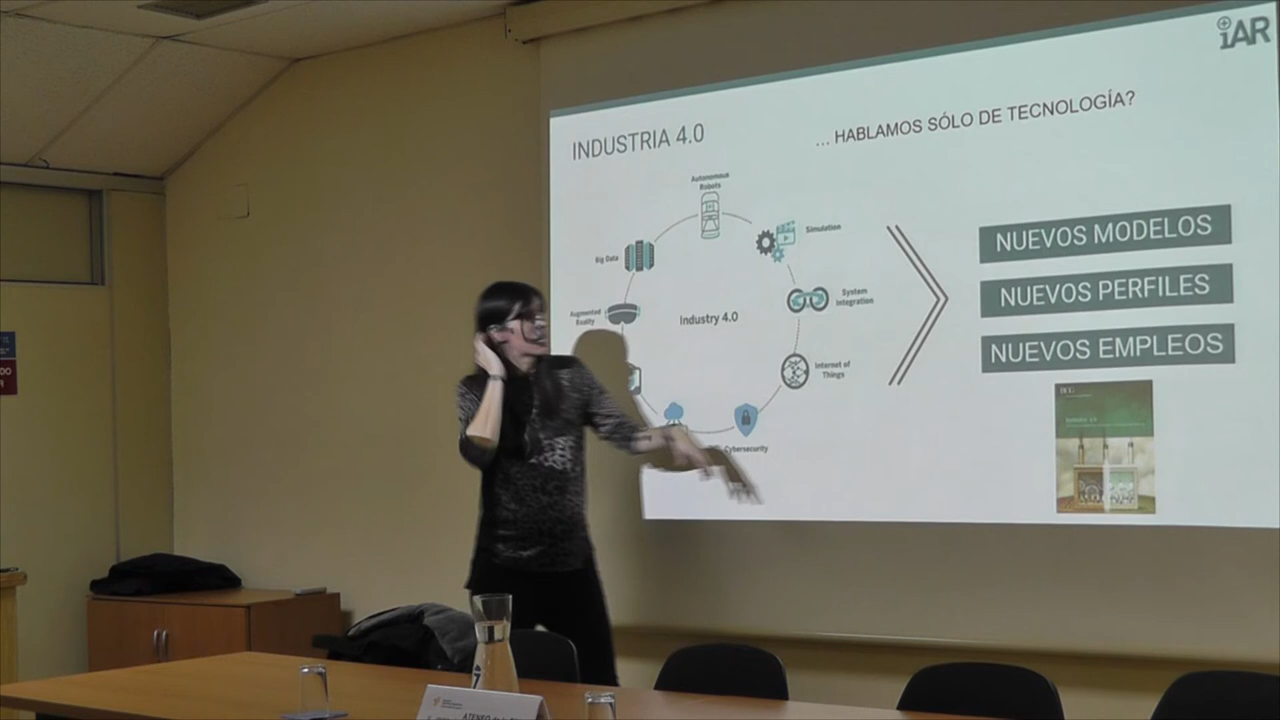 iAR
INDUSTRIA 4.0
... HABLAMOS SÓLO DE TECNOLOGÍA?
Autonomous
Robots
Simulation
Big Data
System
Integration
Augmented
Reality
Industry 4.0
Internet of
Things
Cybersecurity
NUEVOS MODELOS
NUEVOS PERFILES
NUEVOS EMPLEOS
ATENEO